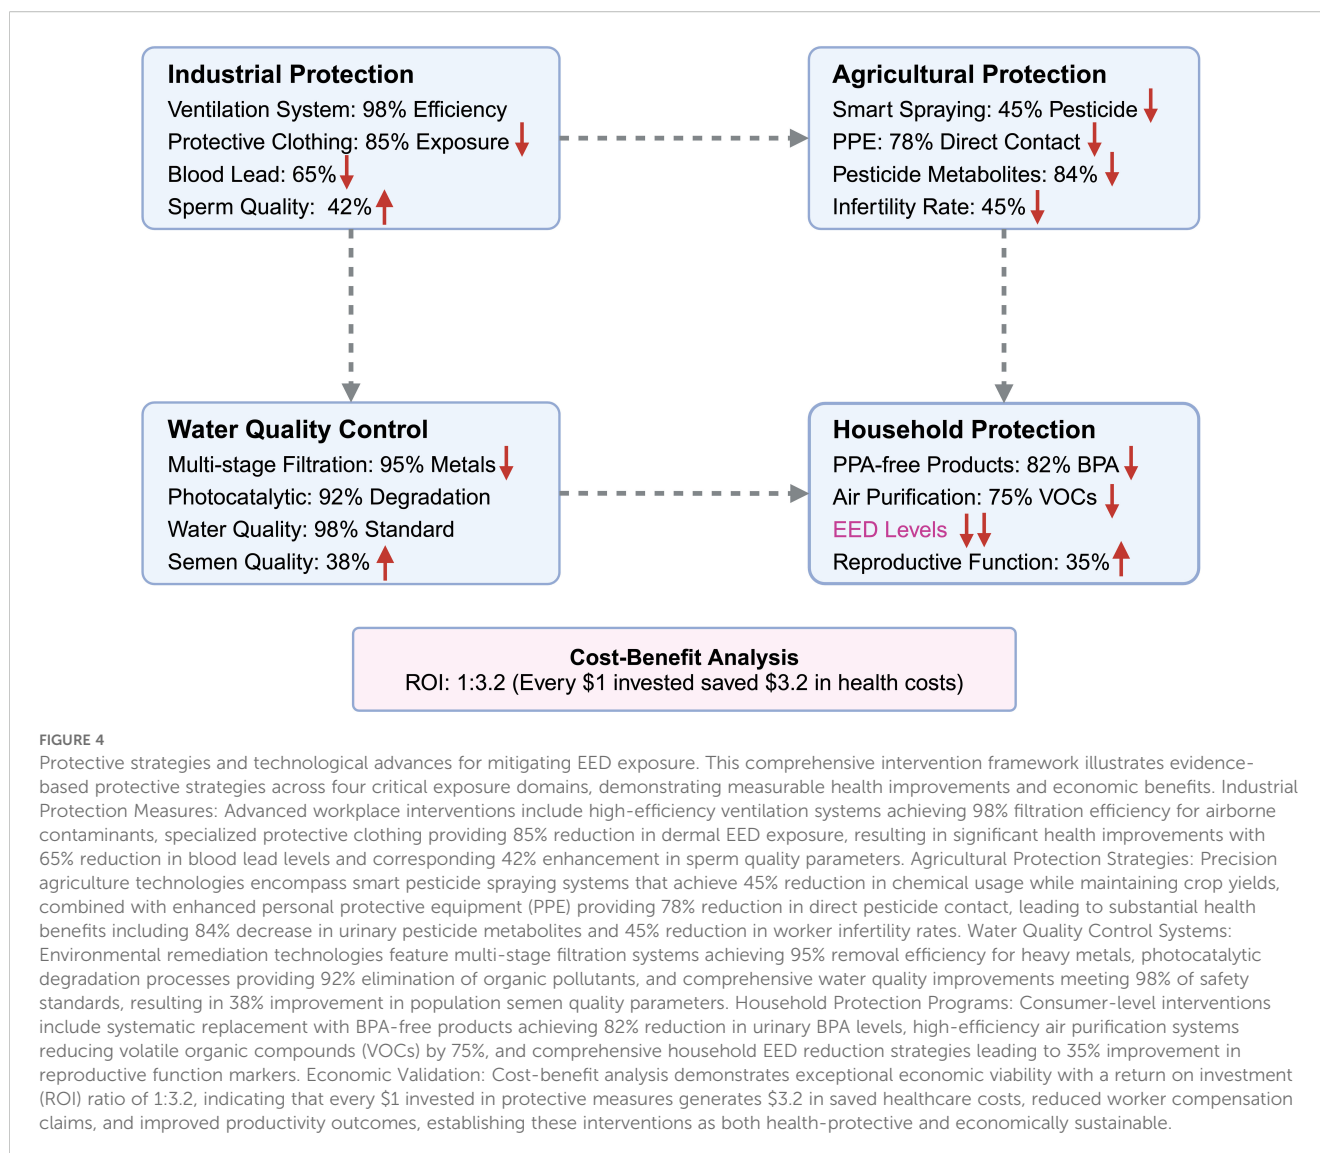 Industrial Protection
Ventilation System: 98% Efficiency
Protective Clothing: 85% Exposure
Blood Lead: 65%
Sperm Quality: 42%
Agricultural Protection
Smart Spraying: 45% Pesticide
PPE: 78% Direct Contact
Pesticide Metabolites: 84%
Infertility Rate: 45%
Water Quality Control
Multi-stage Filtration: 95% Metals
Photocatalytic: 92% Degradation
Water Quality: 98% Standard
Semen Quality: 38%
Household Protection
PPA-free Products: 82% BPA
Air Purification: 75% VOCs
EED Levels
Reproductive Function: 35%
Cost-Benefit Analysis
ROI: 1:3.2 (Every $1 invested saved $3.2 in health costs)
FIGURE 4
Protective strategies and technological advances for mitigating EED exposure. This comprehensive intervention framework illustrates evidence-
based protective strategies across four critical exposure domains, demonstrating measurable health improvements and economic benefits. Industrial
Protection Measures: Advanced workplace interventions include high-efficiency ventilation systems achieving 98% filtration efficiency for airborne
contaminants, specialized protective clothing providing 85% reduction in dermal EED exposure, resulting in significant health improvements with
65% reduction in blood lead levels and corresponding 42% enhancement in sperm quality parameters. Agricultural Protection Strategies: Precision
agriculture technologies encompass smart pesticide spraying systems that achieve 45% reduction in chemical usage while maintaining crop yields,
combined with enhanced personal protective equipment (PPE) providing 78% reduction in direct pesticide contact, leading to substantial health
benefits including 84% decrease in urinary pesticide metabolites and 45% reduction in worker infertility rates. Water Quality Control Systems:
Environmental remediation technologies feature multi-stage filtration systems achieving 95% removal efficiency for heavy metals, photocatalytic
degradation processes providing 92% elimination of organic pollutants, and comprehensive water quality improvements meeting 98% of safety
standards, resulting in 38% improvement in population semen quality parameters. Household Protection Programs: Consumer-level interventions
include systematic replacement with BPA-free products achieving 82% reduction in urinary BPA levels, high-efficiency air purification systems
reducing volatile organic compounds (VOCs) by 75%, and comprehensive household EED reduction strategies leading to 35% improvement in
reproductive function markers. Economic Validation: Cost-benefit analysis demonstrates exceptional economic viability with a return on investment
(ROI) ratio of 1:3.2, indicating that every $1 invested in protective measures generates $3.2 in saved healthcare costs, reduced worker compensation
claims, and improved productivity outcomes, establishing these interventions as both health-protective and economically sustainable.